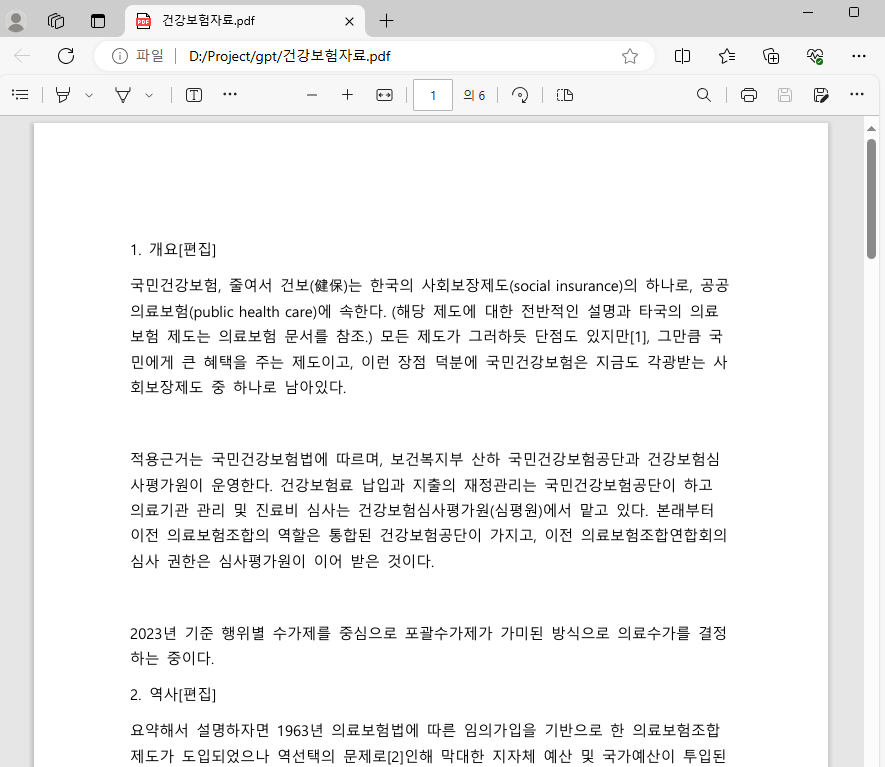 건강보험자료.pdf
파일 D:/Project/gpt/건강보험자료.pdf
1 의 6
1. 개요[편집]
국민건강보험, 줄여서 건보(健保)는 한국의 사회보장제도(social insurance)의 하나로, 공공
의료보험(public health care)에 속한다. (해당 제도에 대한 전반적인 설명과 타국의 의료
보험 제도는 의료보험 문서를 참조.) 모든 제도가 그러하듯 단점도 있지만[1], 그만큼 국
민에게 큰 혜택을 주는 제도이고, 이런 장점 덕분에 국민건강보험은 지금도 각광받는 사
회보장제도 중 하나로 남아있다.
적용근거는 국민건강보험법에 따르며, 보건복지부 산하 국민건강보험공단과 건강보험심
사평가원이 운영한다. 건강보험료 납입과 지출의 재정관리는 국민건강보험공단이 하고
의료기관 관리 및 진료비 심사는 건강보험심사평가원(심평원)에서 맡고 있다. 본래부터
이전 의료보험조합의 역할은 통합된 건강보험공단이 가지고, 이전 의료보험조합연합회의
심사 권한은 심사평가원이 이어 받은 것이다.
2023년 기준 행위별 수가제를 중심으로 포괄수가제가 가미된 방식으로 의료수가를 결정
하는 중이다.
2. 역사[편집]
요약해서 설명하자면 1963년 의료보험법에 따른 임의가입을 기반으로 한 의료보험조합
제도가 도입되었으나 역선택의 문제로[2]인해 막대한 지자체 예산 및 국가예산이 투입된